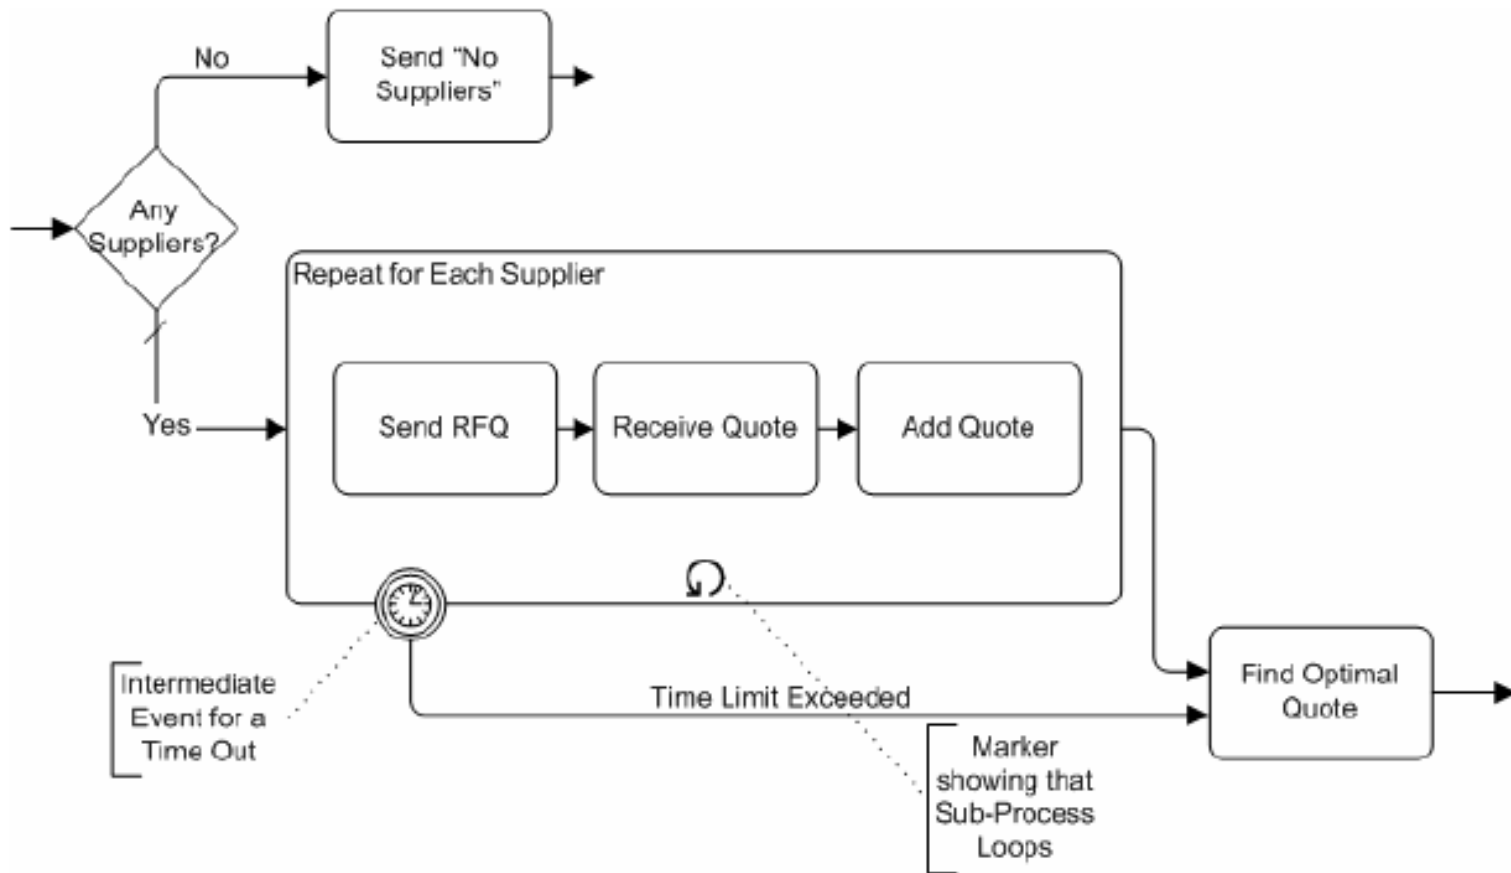 No
Send "No
Suppliers"
Any
Suppliers?
Repeat for Each Supplier
Yes
Send RFQ
Receive Quote
Add Quote
Intermediate
Event for a
Time Out
Time Limit Exceeded
Find Optimal
Quote
Marker
showing that
Sub-Process
Loops